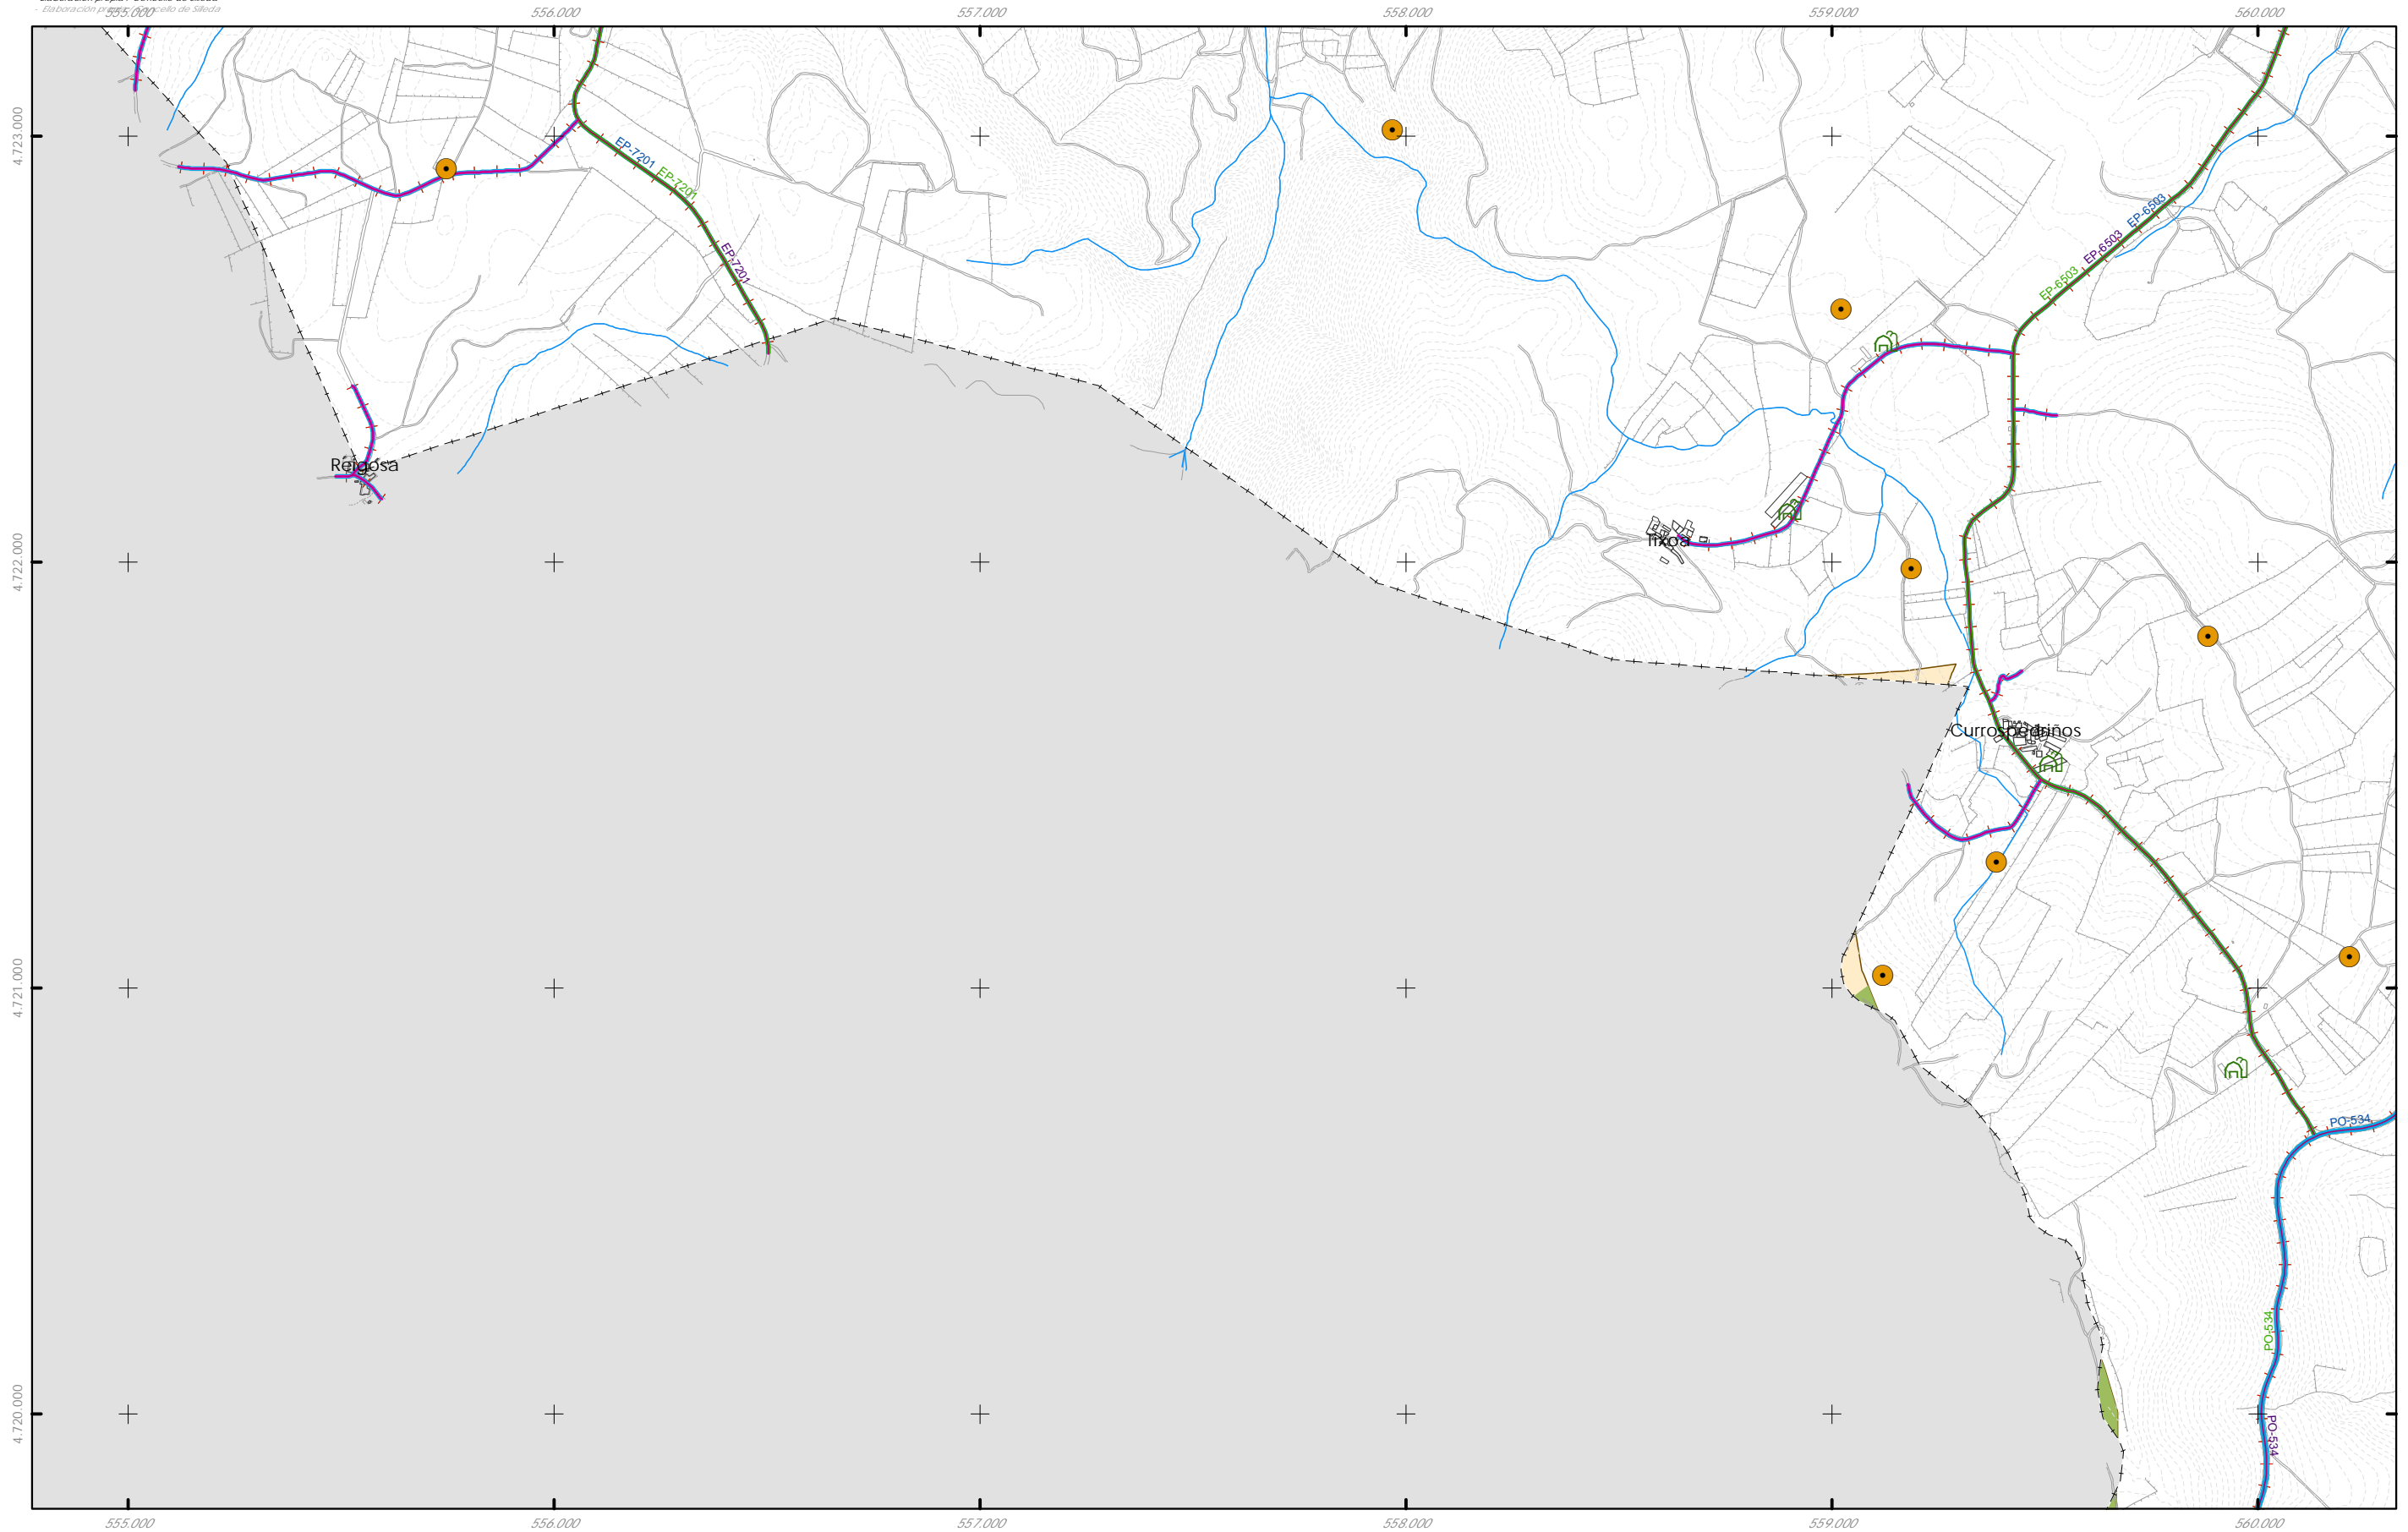 - Elaboración propia / Concello de Silleda
555.000
556.000
557.000
558.000
559.000
560.000
4.723.000
4.722.000
4.721.000
4.720.000
EP-7201
EP-7201
EP-7201
EP-6503
EP-6503
EP-6503
Reigosa
Tixoa
Currospedriños
PO-534
PO-534
PO-534
555.000
556.000
557.000
558.000
559.000
560.000